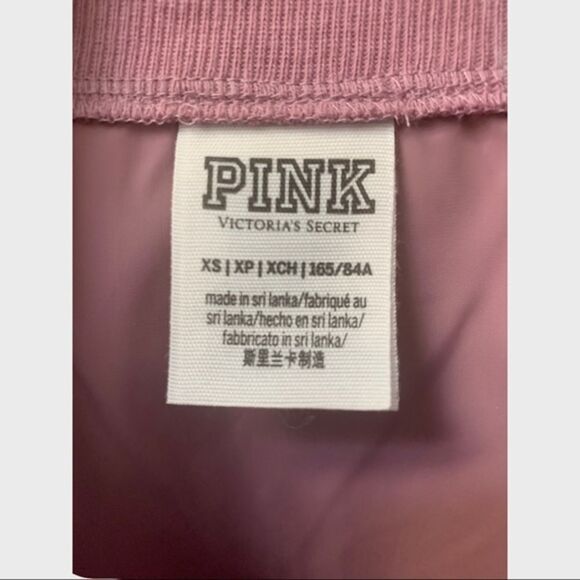 PINK
VICTORIA'S SECRET
XS | XP | XCH | 165/84A
made in sri lanka/fabriqué au
sri lanka/hecho en sri lanka/
fabbricato in sri lanka/
斯里兰卡制造